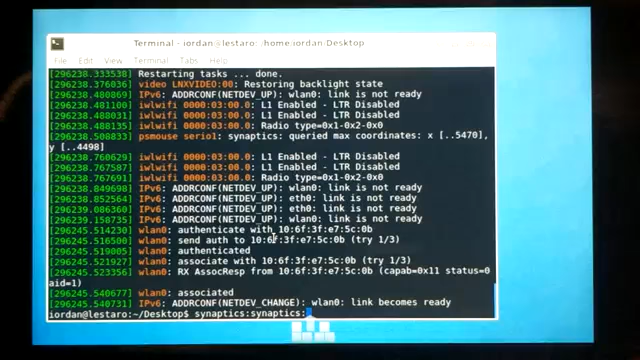 Terminal - iordan@lestaro: ~home.iordan-Desktop
File Edit View Terminal Tabs Help
[296238.333538] Restarting tasks ... done.
[296238.376036] video LNXVIDEO:00: Restoring backlight state
[296238.480869] IPv6: ADDRCONF(NETDEV_UP): wlan0: link is not ready
[296238.481100] iwlwifi 0000:03:00.0: L1 Enabled - LTR Disabled
[296238.488031] iwlwifi 0000:03:00.0: L1 Enabled - LTR Disabled
[296238.488135] iwlwifi 0000:03:00.0: Radio type=0x1-0x2-0x0
[296238.508833] psmouse serio1: synaptics: queried max coordinates: x [..5470],
y [..4498]
[296238.760629] iwlwifi 0000:03:00.0: L1 Enabled - LTR Disabled
[296238.767587] iwlwifi 0000:03:00.0: L1 Enabled - LTR Disabled
[296238.767691] iwlwifi 0000:03:00.0: Radio type=0x1-0x2-0x0
[296238.849698] IPv6: ADDRCONF(NETDEV_UP): wlan0: link is not ready
[296238.852564] IPv6: ADDRCONF(NETDEV_UP): eth0: link is not ready
[296239.086360] IPv6: ADDRCONF(NETDEV_UP): eth0: link is not ready
[296239.158735] IPv6: ADDRCONF(NETDEV_UP): wlan0: link is not ready
[296245.514230] wlan0: authenticate with 10:6f:3f:e7:5c:0b
[296245.516500] wlan0: send auth to 10:6f:3f:e7:5c:0b (try 1/3)
[296245.519005] wlan0: authenticated
[296245.521927] wlan0: associate with 10:6f:3f:e7:5c:0b (try 1/3)
[296245.523356] wlan0: RX AssocResp from 10:6f:3f:e7:5c:0b (capab=0x11 status=0
aid=1)
[296245.540677] wlan0: associated
[296245.540731] IPv6: ADDRCONF(NETDEV_CHANGE): wlan0: link becomes ready
iordan@lestaro:~/Desktop$ synaptics:synaptics: